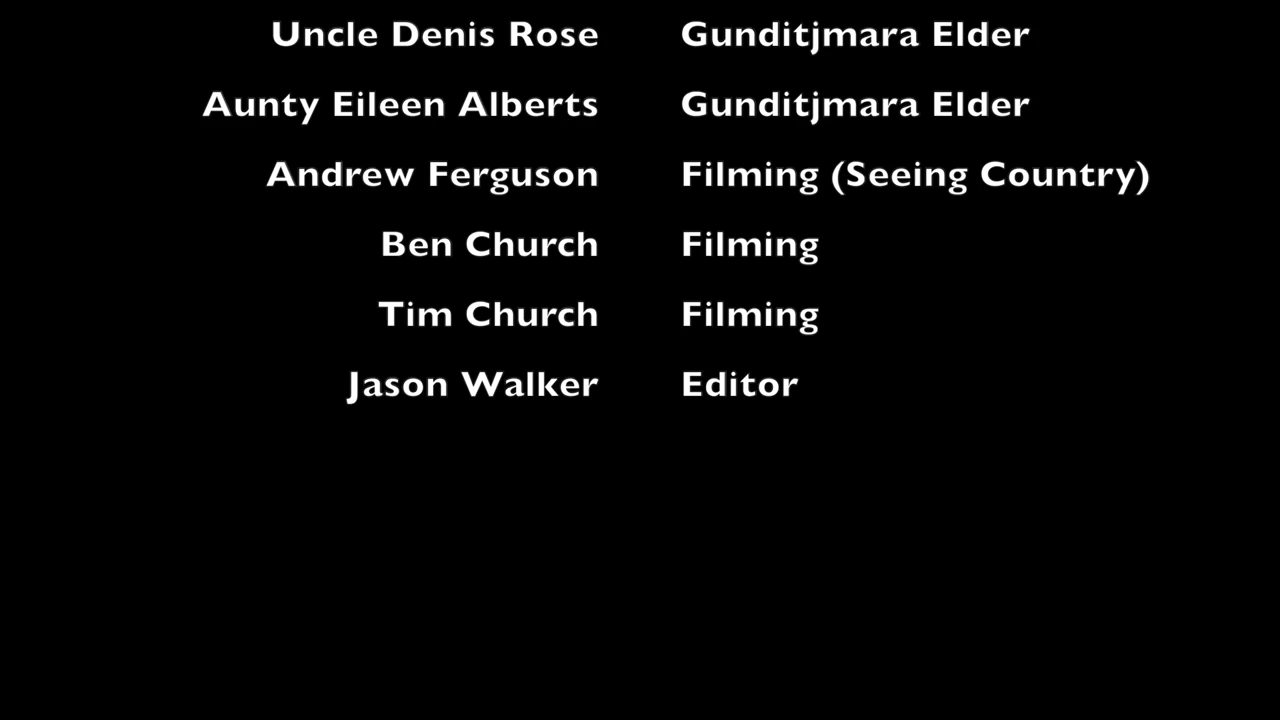 Uncle Denis Rose Gunditjmara Elder
Aunty Eileen Alberts Gunditjmara Elder
Andrew Ferguson Filming (Seeing Country)
Ben Church Filming
Tim Church Filming
Jason Walker Editor